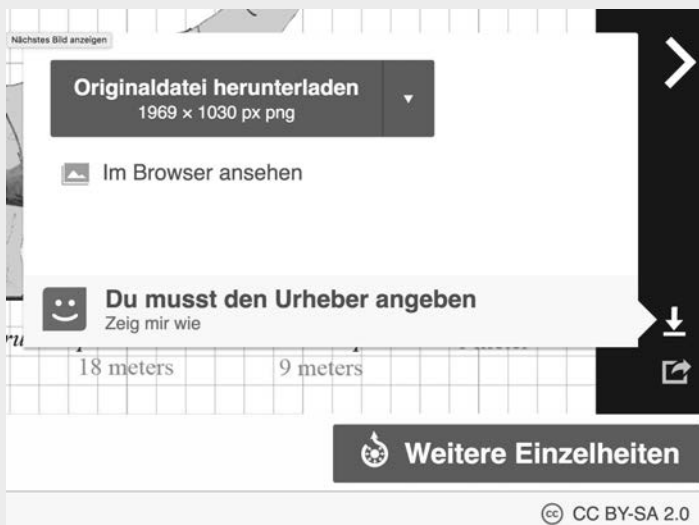 Nächstes Bild anzeigen
Originaldatei herunterladen
1969 × 1030 px png
Im Browser ansehen
Du musst den Urheber angeben
Zeig mir wie
18 meters
9 meters
Weitere Einzelheiten
cc CC BY-SA 2.0